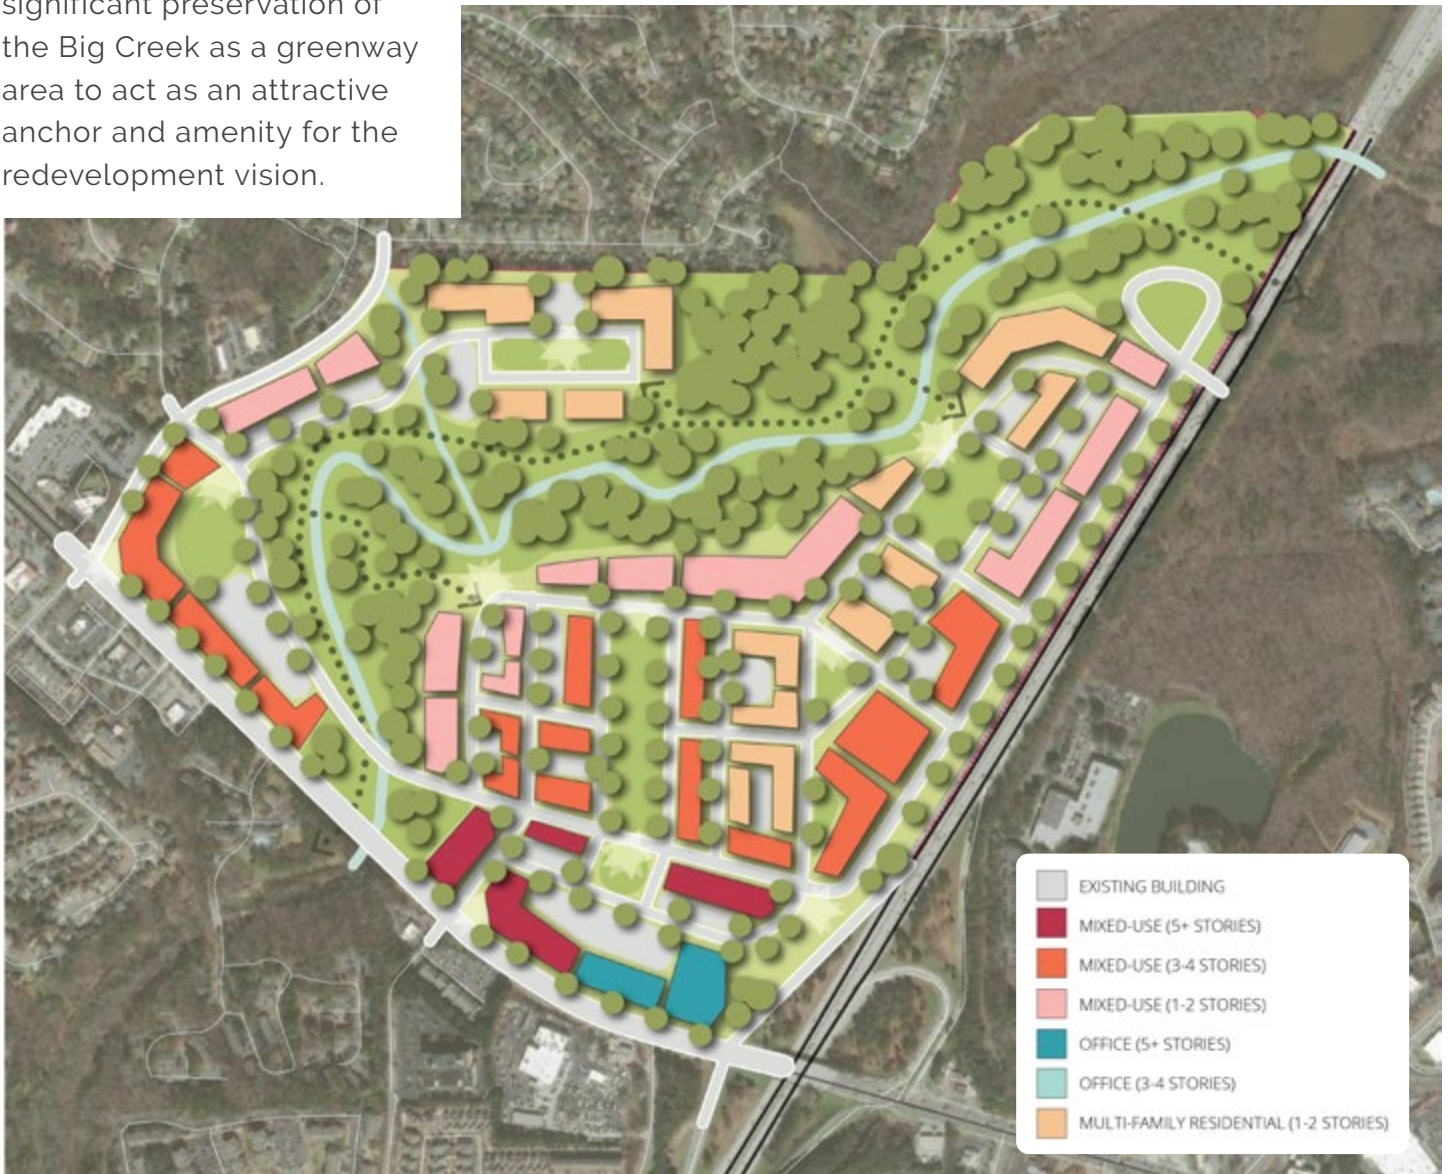 significant preservation of
the Big Creek as a greenway
area to act as an attractive
anchor and amenity for the
redevelopment vision.
EXISTING BUILDING
MIXED-USE (5+ STORIES)
MIXED-USE (3-4 STORIES)
MIXED-USE (1-2 STORIES)
OFFICE (5+ STORIES)
OFFICE (3-4 STORIES)
MULTI-FAMILY RESIDENTIAL (1-2 STORIES)